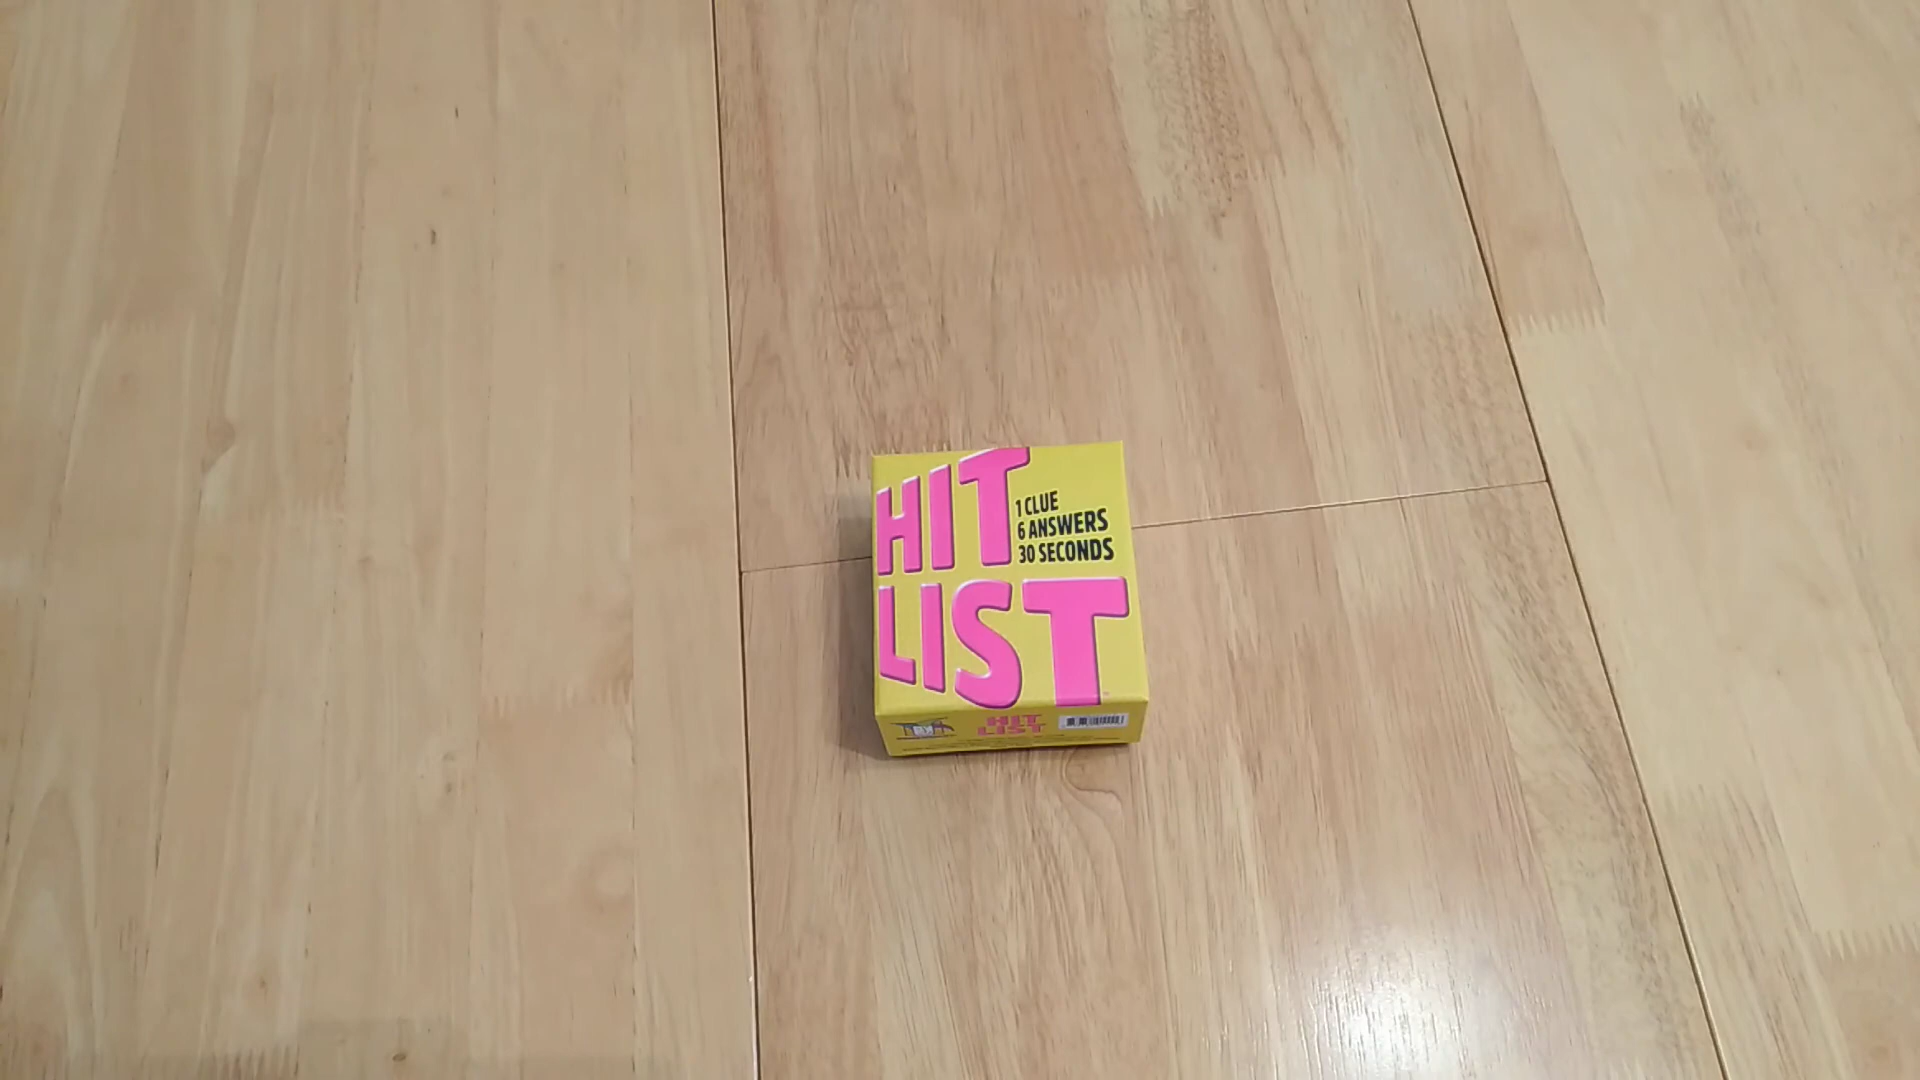 HIT
1 CLUE
6 ANSWERS
30 SECONDS
LIST
HIT
LIST